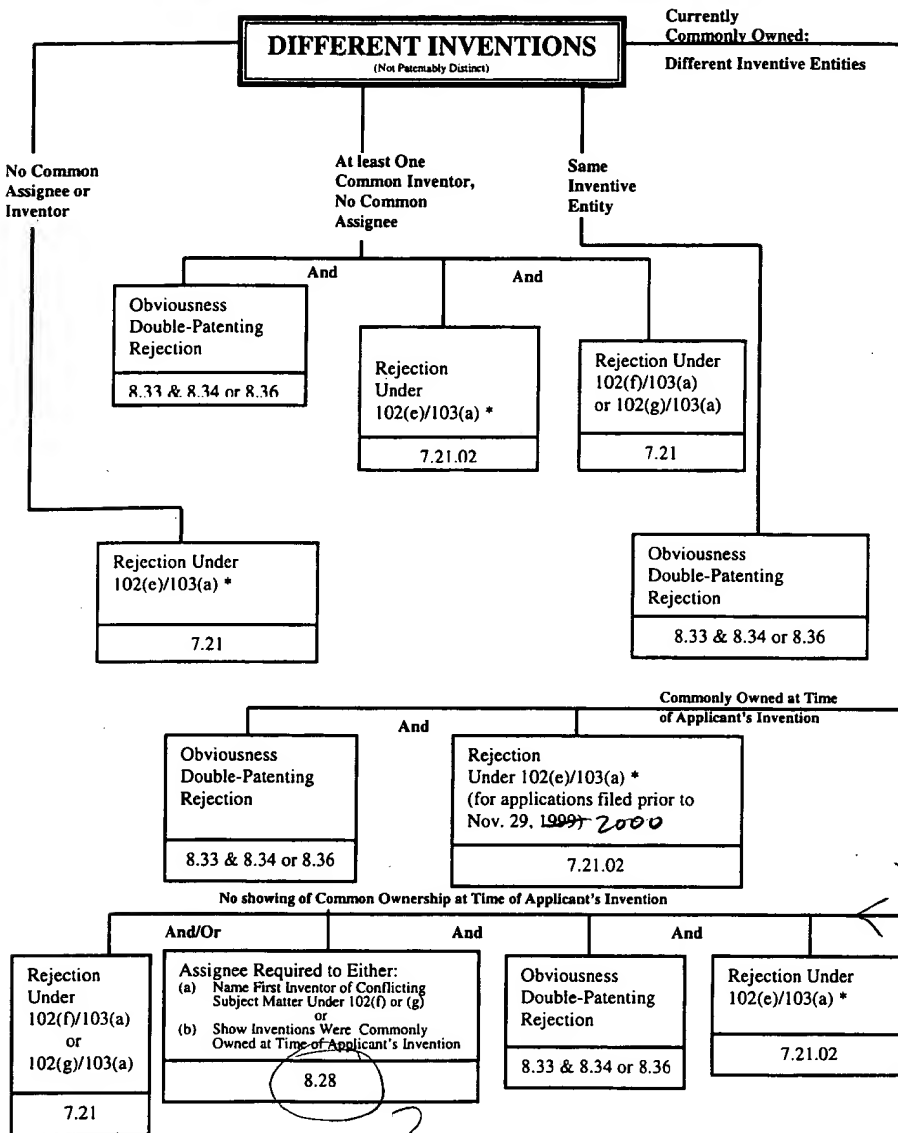 Currently
Commonly Owned:
Different Inventive Entities
DIFFERENT INVENTIONS
(Not Patentably Distinct)
No Common
Assignee or
Inventor
At least One
Common Inventor,
No Common
Assignee
Same
Inventive
Entity
And
And
Obviousness
Double-Patenting
Rejection
8.33 & 8.34 or 8.36
Rejection
Under
102(e)/103(a) *
7.21.02
Rejection Under
102(f)/103(a)
or 102(g)/103(a)
7.21
Rejection Under
102(e)/103(a) *
7.21
Obviousness
Double-Patenting
Rejection
8.33 & 8.34 or 8.36
Commonly Owned at Time
of Applicant's Invention
And
Obviousness
Double-Patenting
Rejection
8.33 & 8.34 or 8.36
Rejection
Under 102(e)/103(a) *
(for applications filed prior to
Nov. 29, 1999) 2000
7.21.02
No showing of Common Ownership at Time of Applicant's Invention
And/Or
And
And
Rejection
Under
102(f)/103(a)
or
102(g)/103(a)
7.21
Assignee Required to Either:
(a) Name First Inventor of Conflicting
Subject Matter Under 102(f) or (g)
or
(b) Show Inventions Were Commonly
Owned at Time of Applicant's Invention
8.28
?
Obviousness
Double-Patenting
Rejection
8.33 & 8.34 or 8.36
Rejection Under
102(e)/103(a) *
7.21.02